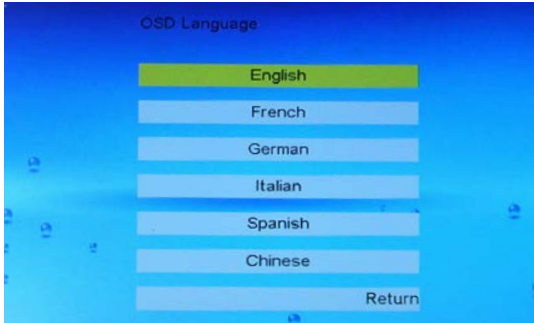 OSD Language
English
French
German
Italian
Spanish
Chinese
Return